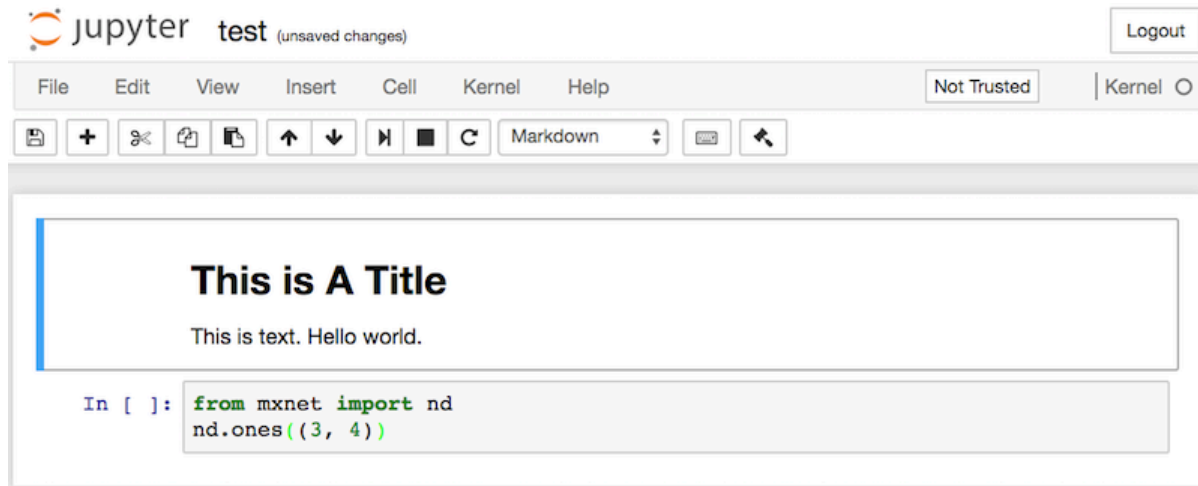 jupyter test (unsaved changes) Logout
File Edit View Insert Cell Kernel Help Not Trusted Kernel
Markdown
This is A Title
This is text. Hello world.
In [ ]: from mxnet import nd
nd.ones((3, 4))